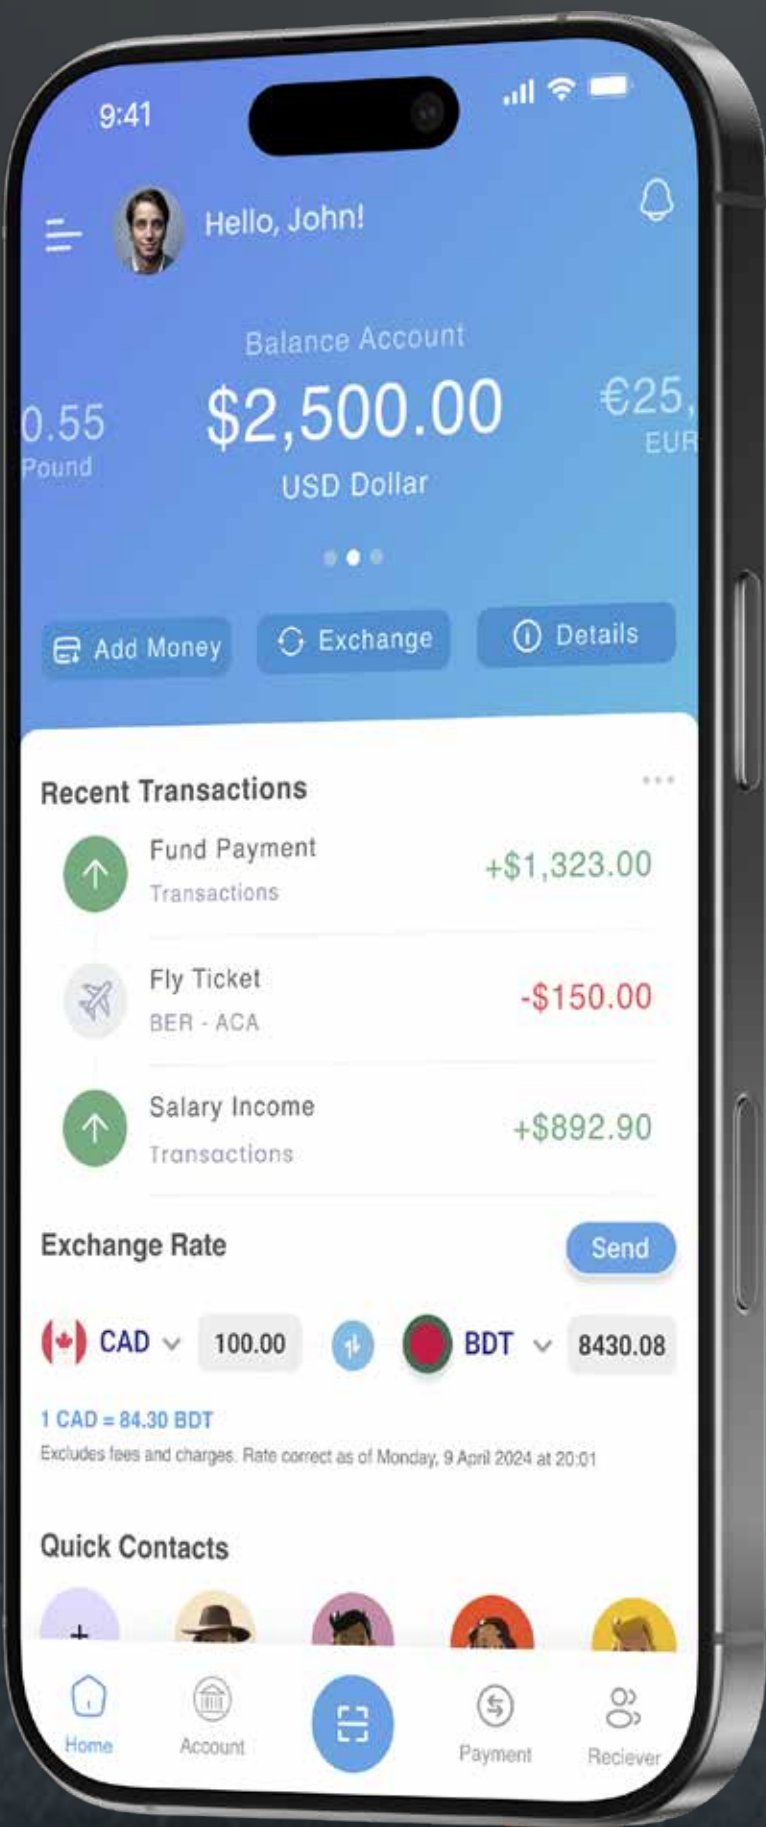 9:41
Hello, John!
Balance Account
0.55
Pound
$2,500.00
USD Dollar
€25,
EUR
Add Money
Exchange
Details
Recent Transactions
Fund Payment
Transactions
+$1,323.00
Fly Ticket
BER - ACA
-$150.00
Salary Income
Transactions
+$892.90
Exchange Rate
Send
CAD
100.00
BDT
8430.08
1 CAD = 84.30 BDT
Excludes fees and charges. Rate correct as of Monday, 9 April 2024 at 20:01
Quick Contacts
Home
Account
Payment
Reciever